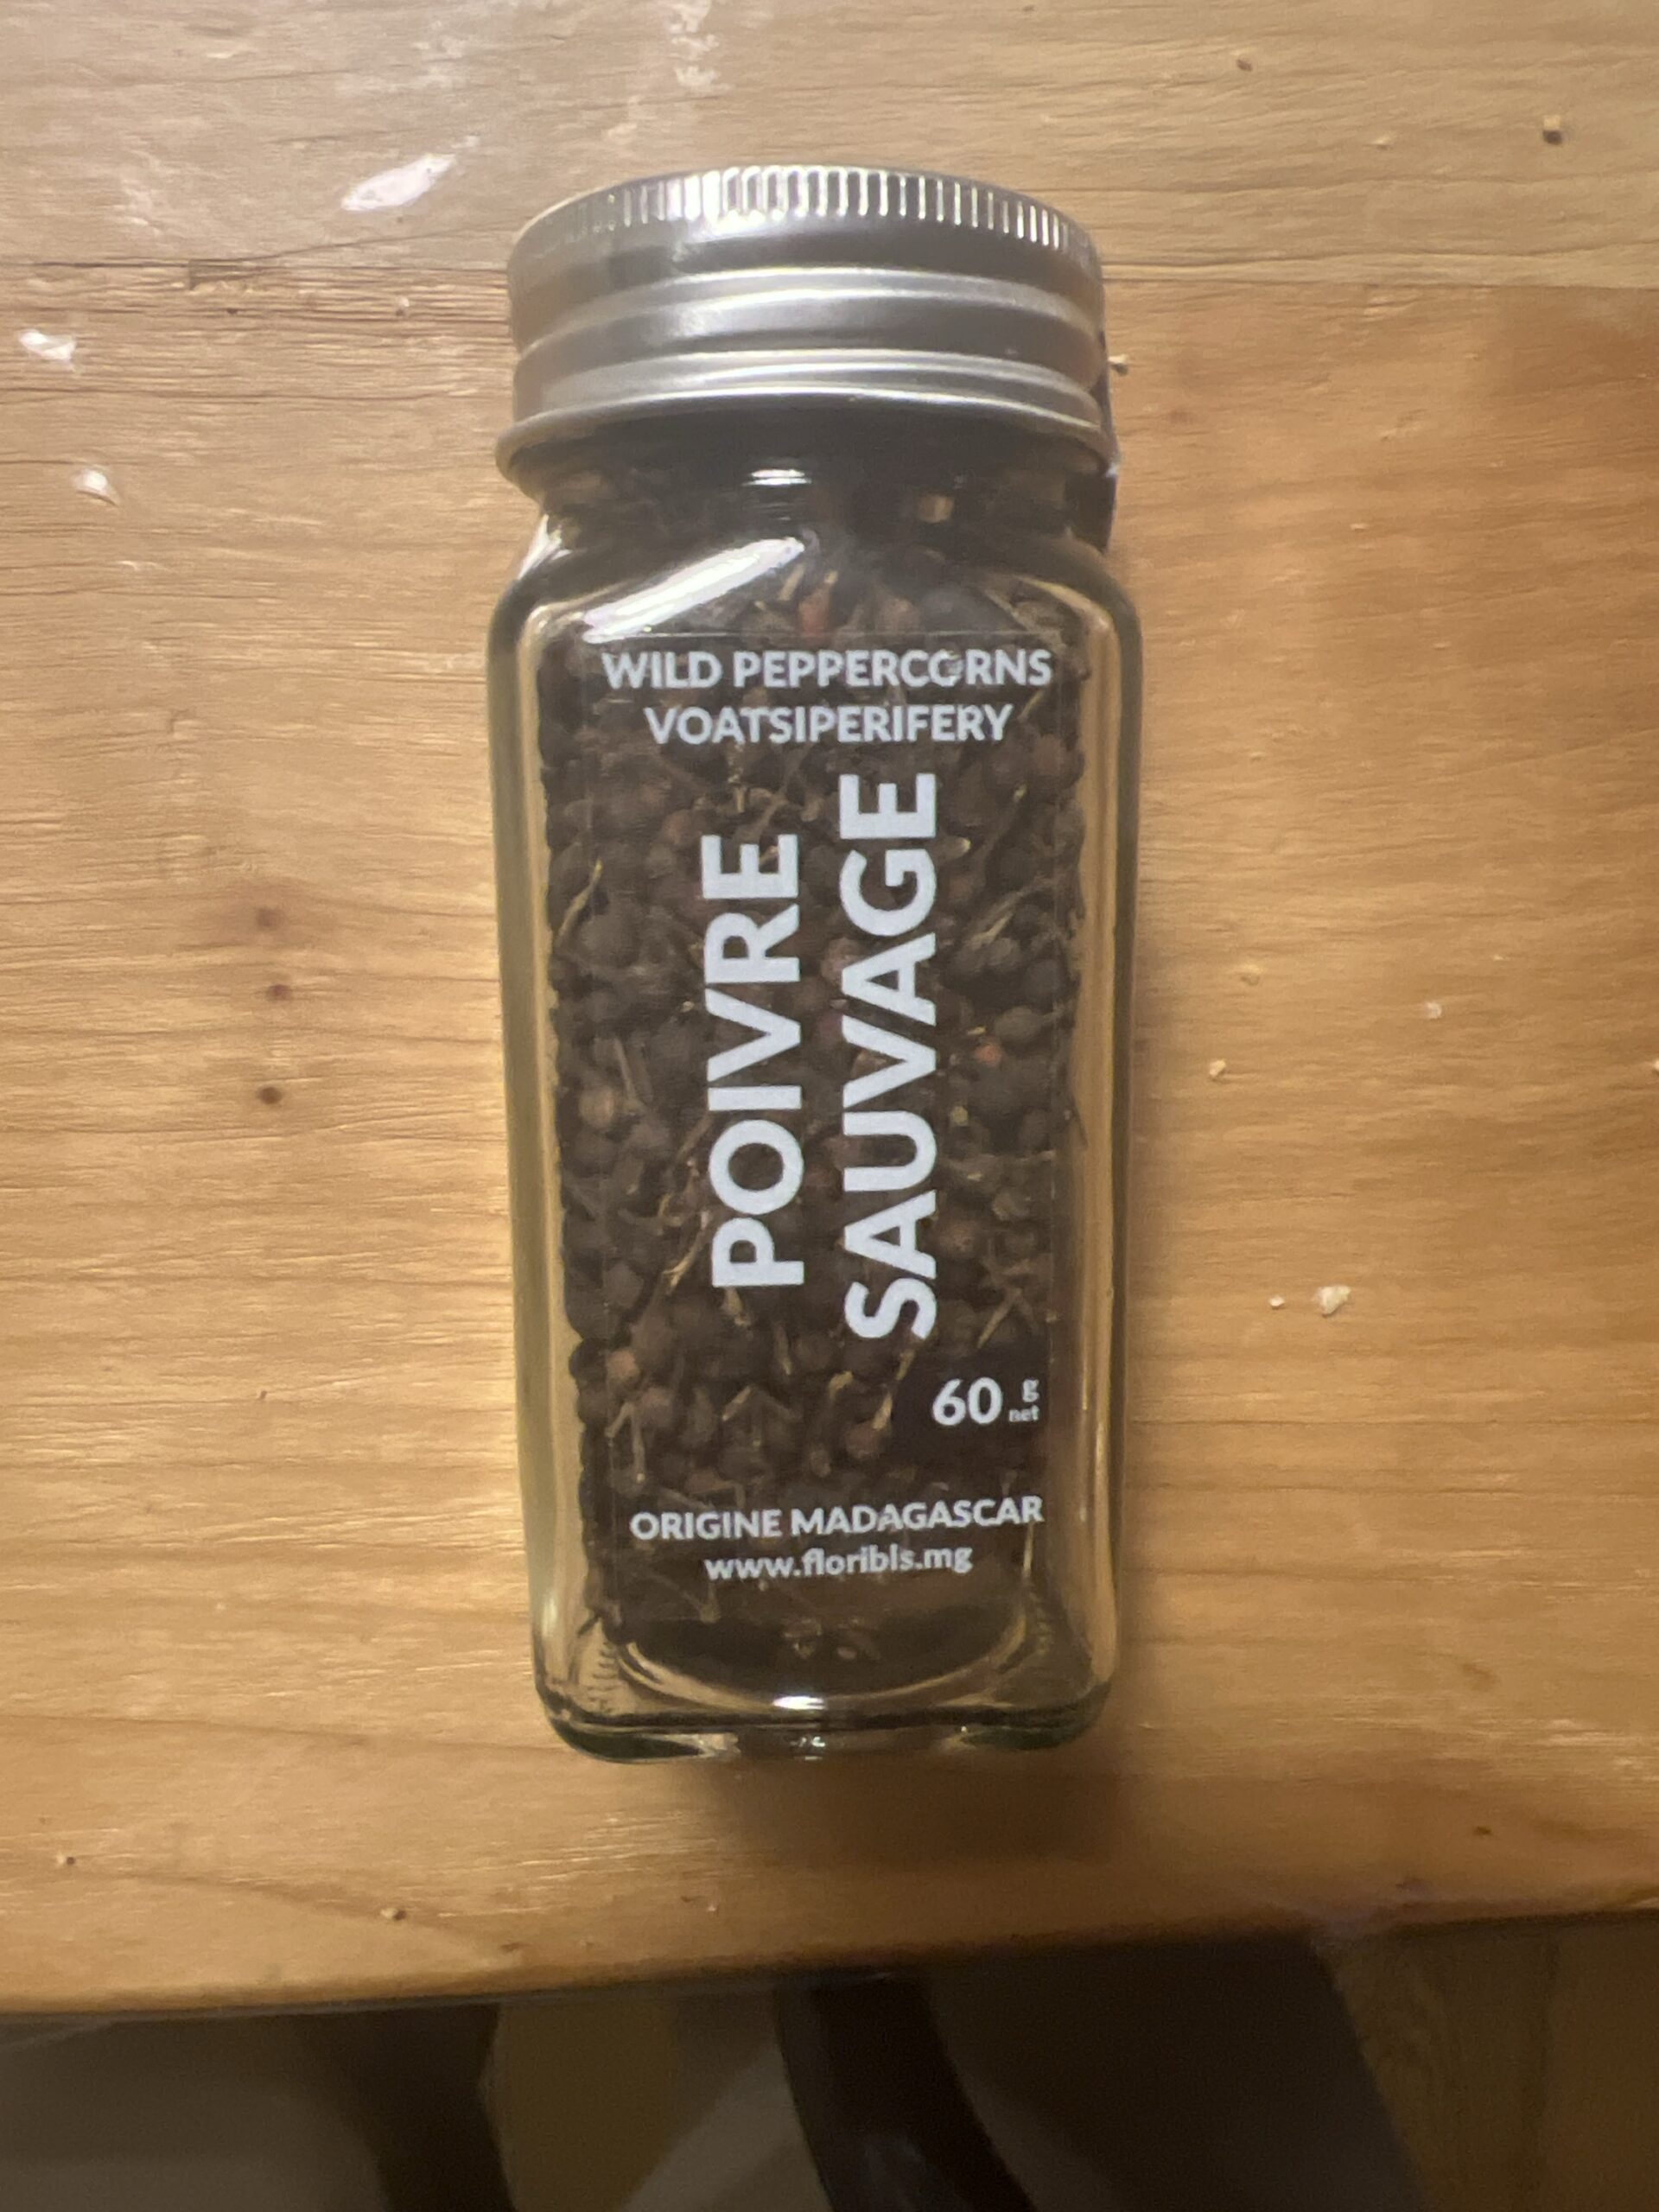 WILD PEPPERCORNS
VOATSIPERIFERY
POIVRE
SAUVAGE
60 g
net
ORIGINE MADAGASCAR
www.floribis.mg